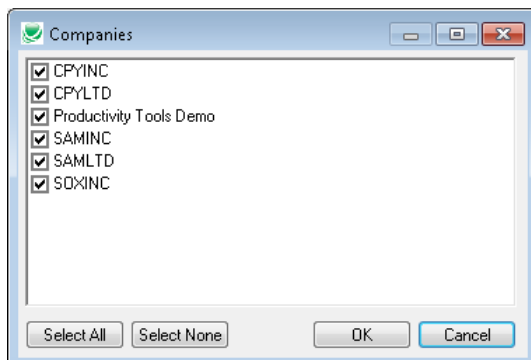 Companies
CPYINC
CPYLTD
Productivity Tools Demo
SAMINC
SAMLTD
SOXINC
Select All Select None OK Cancel